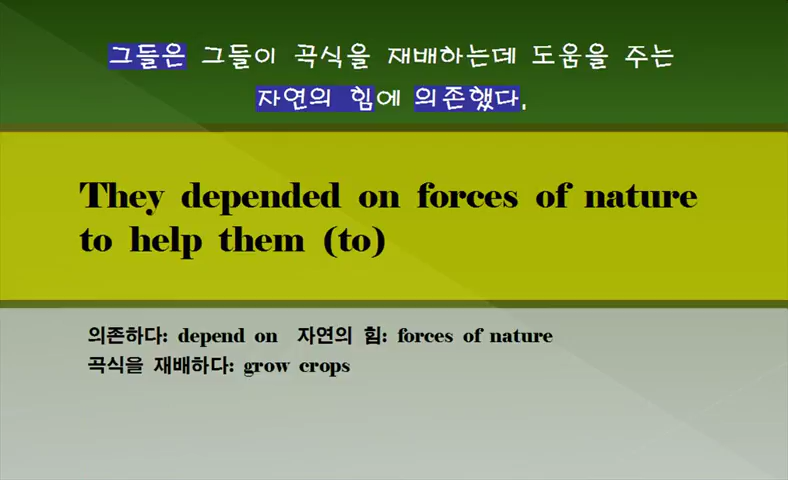 그들은 그들이 곡식을 재배하는데 도움을 주는
자연의 힘에 의존했다.
They depended on forces of nature
to help them (to)
의존하다: depend on 자연의 힘: forces of nature
곡식을 재배하다: grow crops